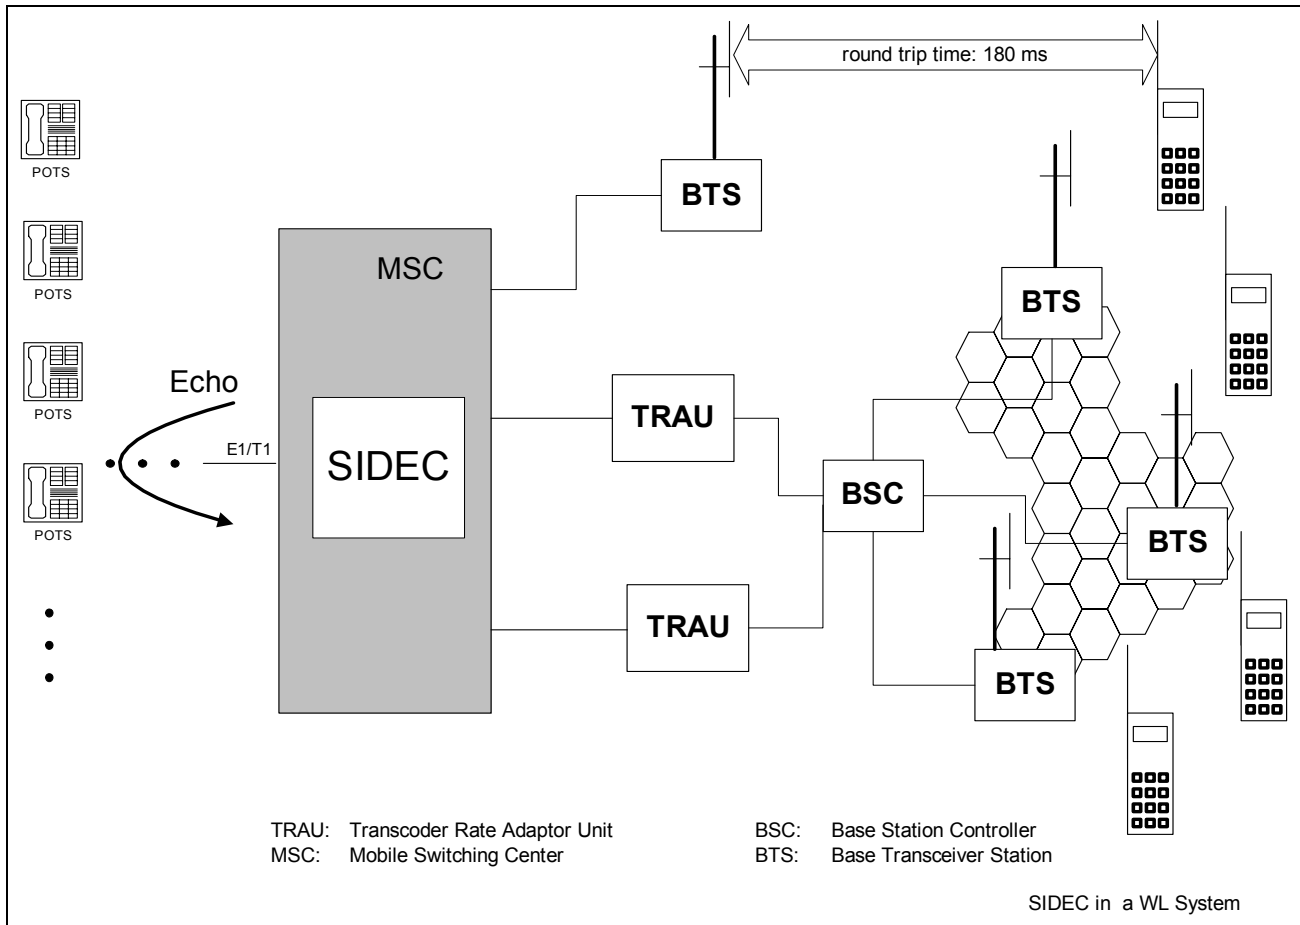 round trip time: 180 ms
POTS
BTS
POTS
MSC
BTS
POTS
Echo
TRAU
E1/T1
SIDEC
BSC
POTS
BTS
TRAU
BTS
TRAU: Transcoder Rate Adaptor Unit
MSC: Mobile Switching Center
BSC: Base Station Controller
BTS: Base Transceiver Station
SIDEC in a WL System